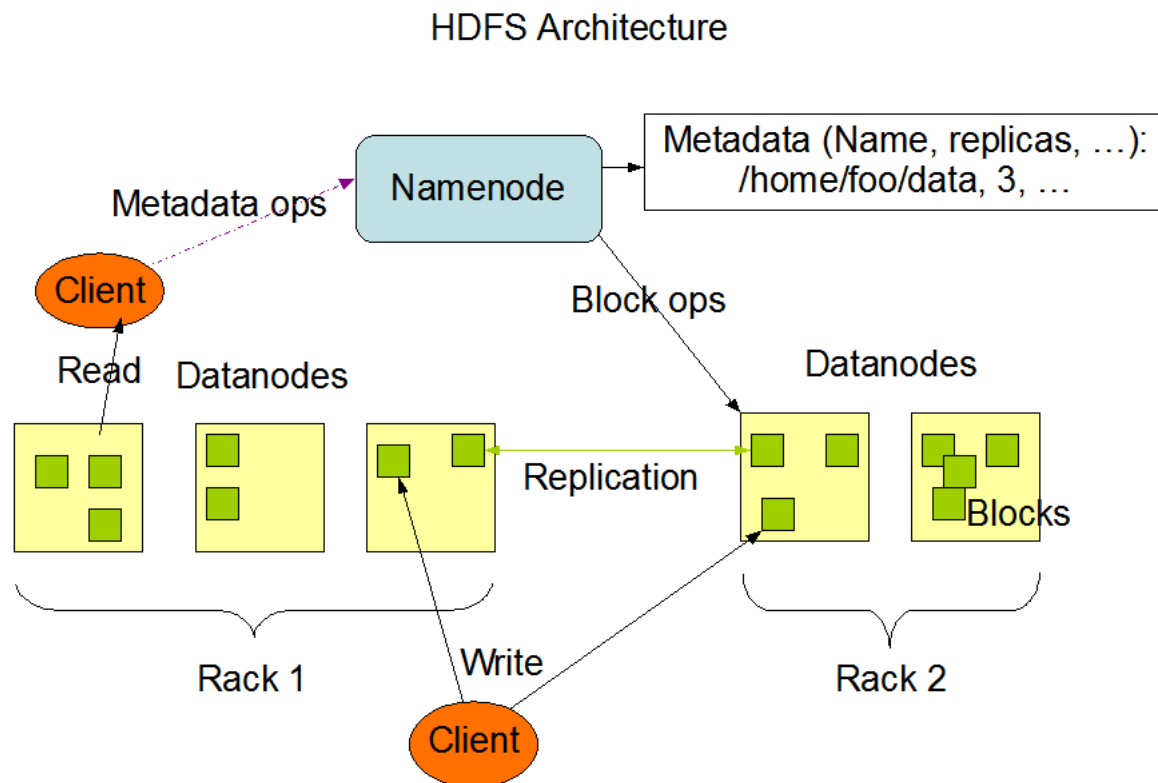 HDFS Architecture
Metadata (Name, replicas, …):
/home/foo/data, 3, …
Namenode
Metadata ops
Client
Block ops
Read
Datanodes
Datanodes
Replication
Blocks
Rack 1
Write
Rack 2
Client